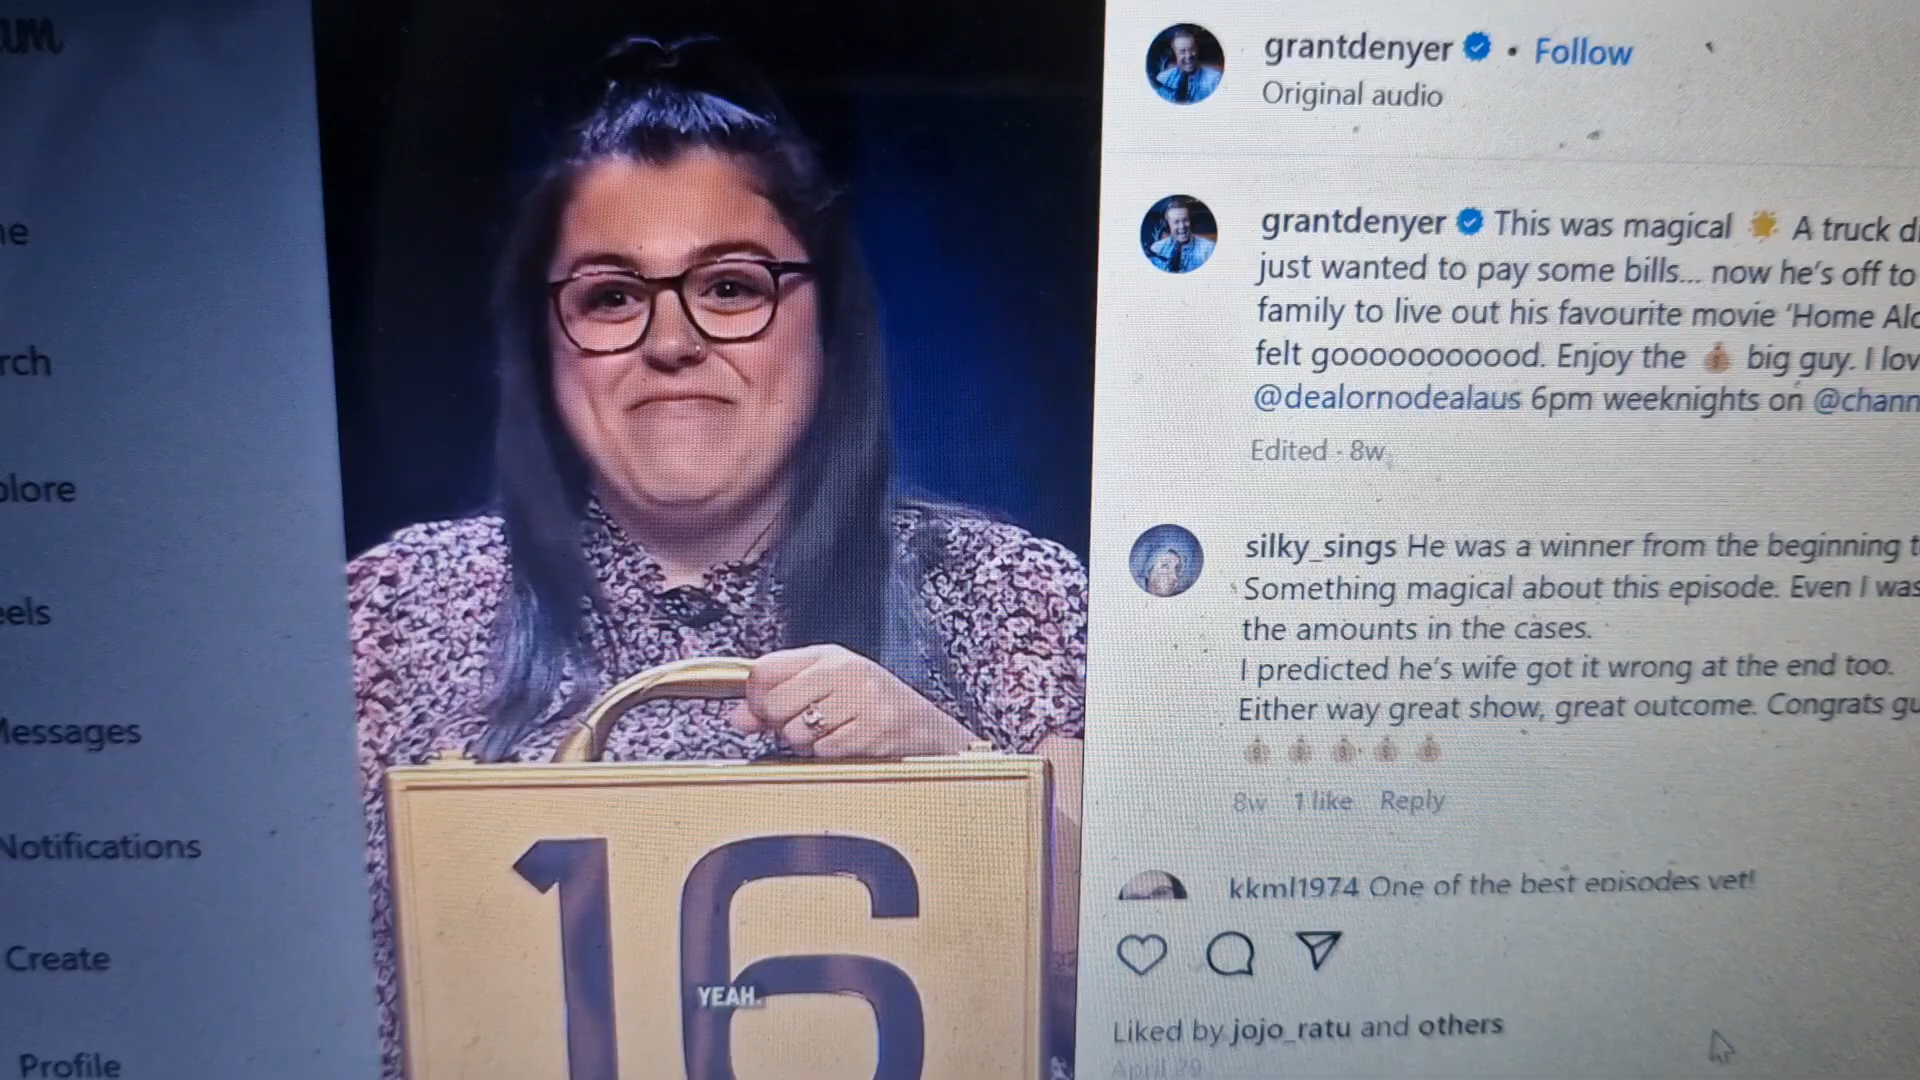 grantdenyer • Follow
Original audio
grantdenyer This was magical A truck
just wanted to pay some bills... now he's off to
family to live out his favourite movie 'Home
felt gooooooooood. Enjoy the big guy. I
@dealornodealaus 6pm weeknights on
Edited · 8w
silky_sings He was a winner from the beginning
Something magical about this episode. Even I was
the amounts in the cases.
I predicted he's wife got it wrong at the end too.
Either way great show, great outcome. Congrats
8w 1 like Reply
kkml1974 One of the best episodes yet!
Liked by jojo_ratu and others
April 29
16
YEAH.
Messages
Notifications
Create
Profile